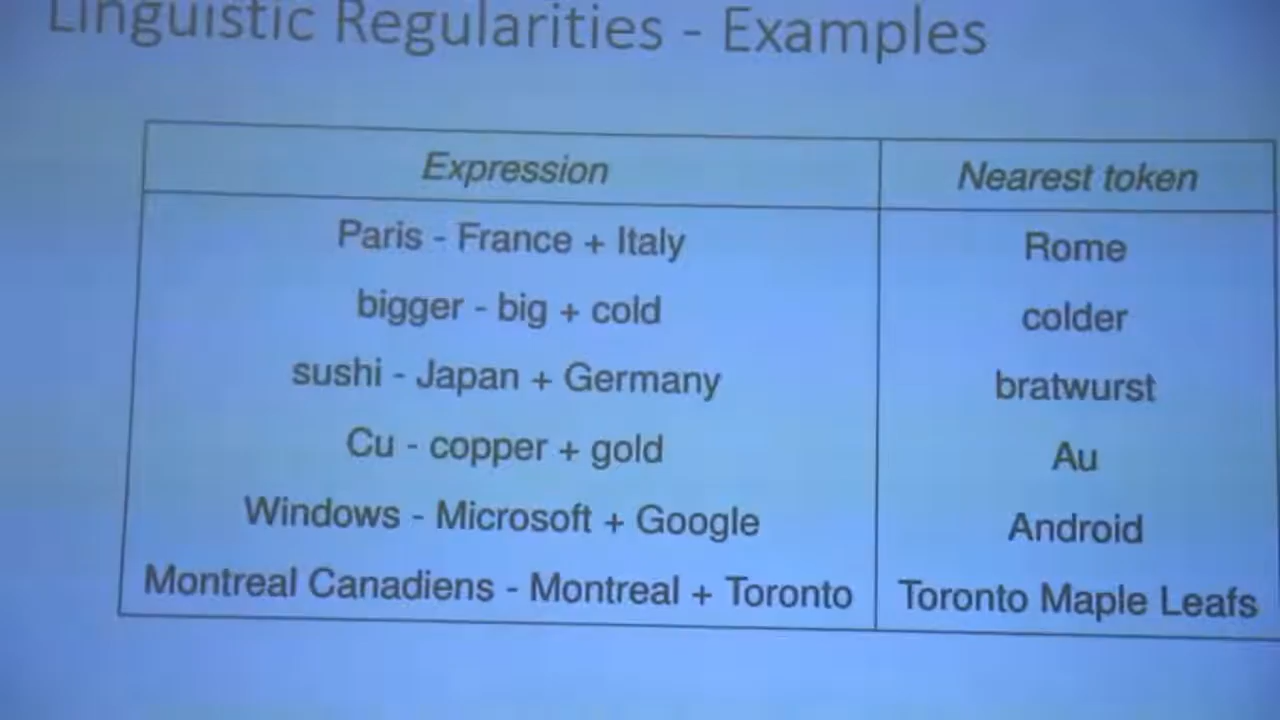 Linguistic Regularities - Examples
Expression Nearest token
Paris - France + Italy Rome
bigger - big + cold colder
sushi - Japan + Germany bratwurst
Cu - copper + gold Au
Windows - Microsoft + Google Android
Montreal Canadiens - Montreal + Toronto Toronto Maple Leafs